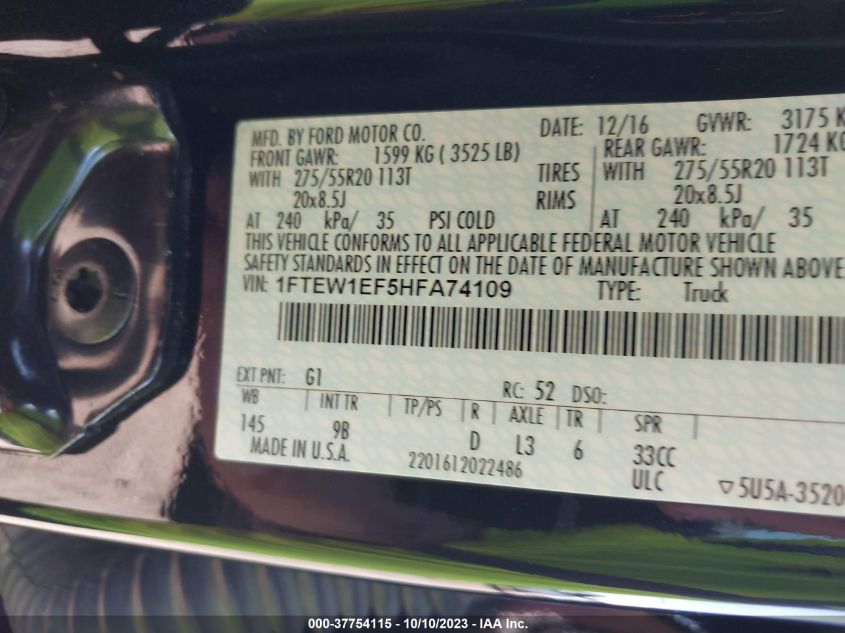 MFD. BY FORD MOTOR CO. DATE: 12/16 GVWR: 3175 K
FRONT GAWR: 1599 KG ( 3525 LB) REAR GAWR: 1724 KG
WITH 275/55R20 113T TIRES WITH 275/55R20 113T
20x8.5J RIMS 20x8.5J
AT 240 kPa/ 35 PSI COLD AT 240 kPa/ 35
THIS VEHICLE CONFORMS TO ALL APPLICABLE FEDERAL MOTOR VEHICLE
SAFETY STANDARDS IN EFFECT ON THE DATE OF MANUFACTURE SHOWN ABOVE
VIN: 1FTEW1EF5HFA74109 TYPE: Truck
EXT PNT: G1 RC: 52 DSO:
WB INT TR TP/PS R AXLE TR SPR
145 9B D L3 6 33CC
MADE IN U.S.A. 2201612022486 ULC ▽5U5A-3520
000-37754115 - 10/10/2023 - IAA Inc.